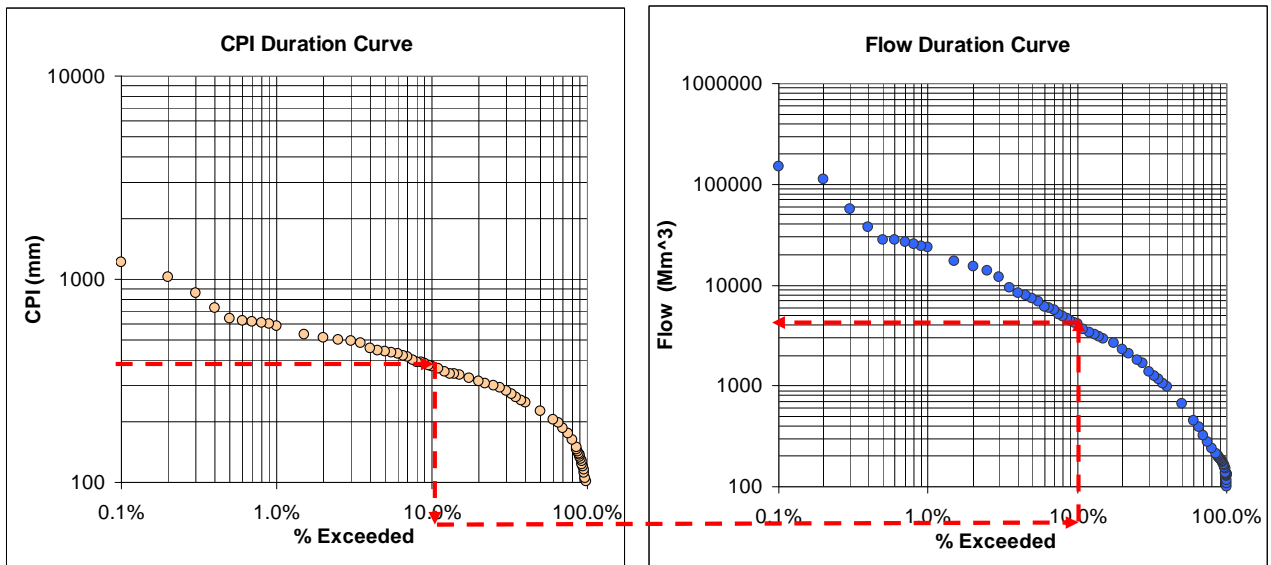 CPI Duration Curve
10000
1000
100
CPI (mm)
0.1% 1.0% 10.0% 100.0%
% Exceeded
Flow Duration Curve
1000000
100000
10000
1000
100
Flow (Mm^3)
0.1% 1.0% 10.0% 100.0%
% Exceeded